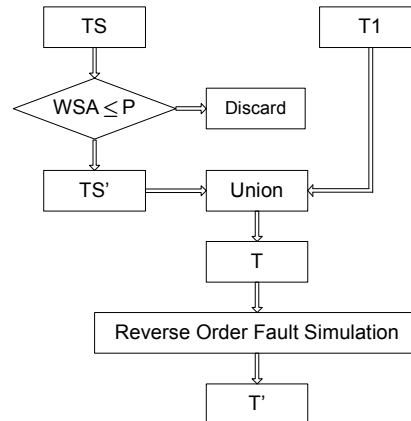 TS
T1
WSA ≤ P
Discard
TS’
Union
T
Reverse Order Fault Simulation
T’